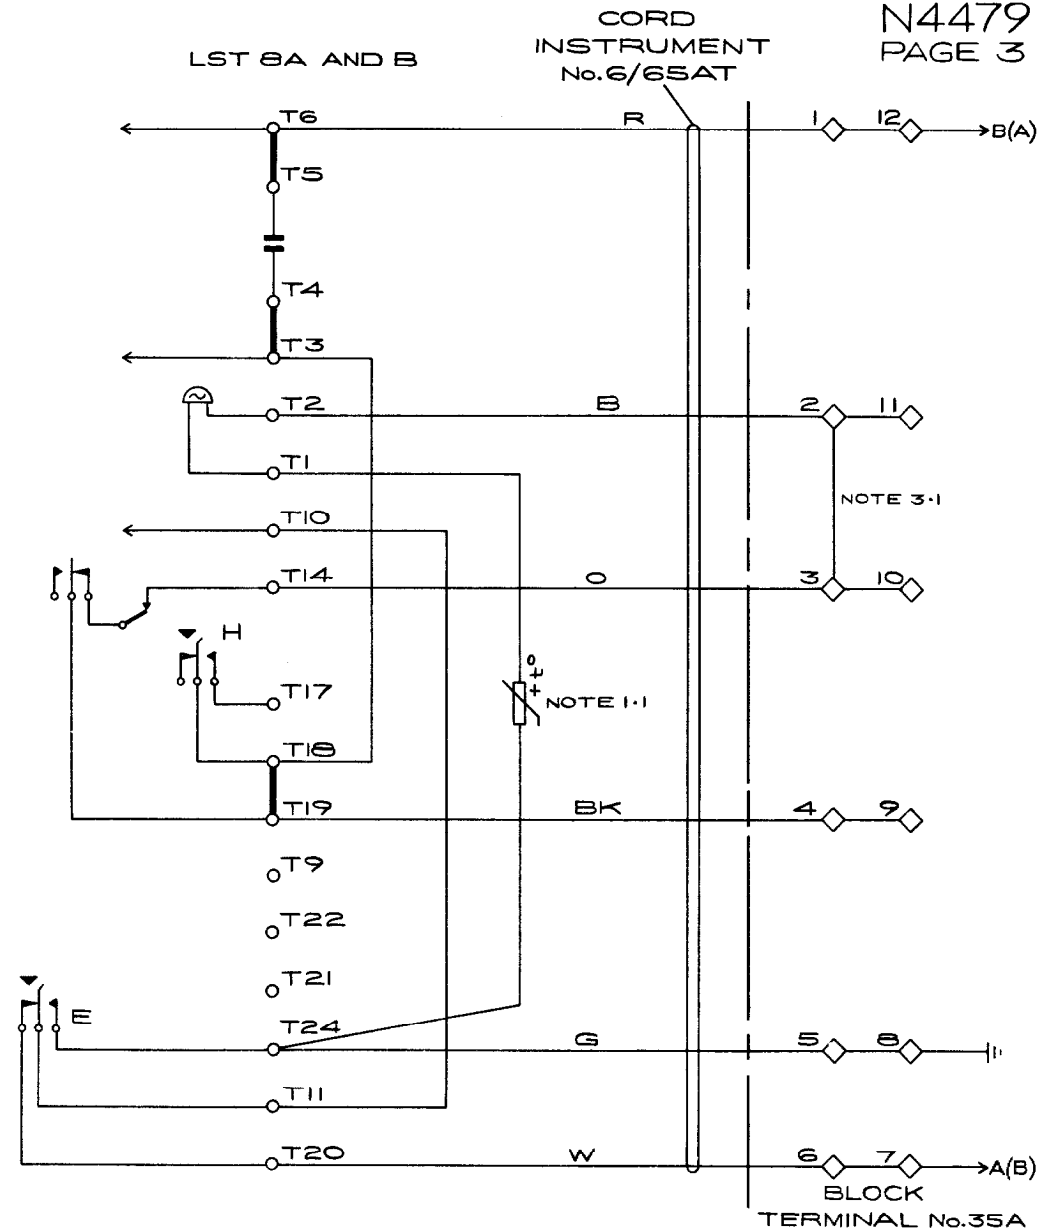 N4479
PAGE 3
CORD
INSTRUMENT
No.6/65AT
LST 8A AND B
T6
R
1
12
B(A)
T5
T4
T3
T2
B
2
11
T1
NOTE 3·1
T10
T14
O
3
10
H
t°
++
T17
NOTE 1·1
T18
T19
BK
4
9
T9
T22
T21
E
T24
G
5
8
T11
T20
W
6
7
A(B)
BLOCK
TERMINAL No.35A